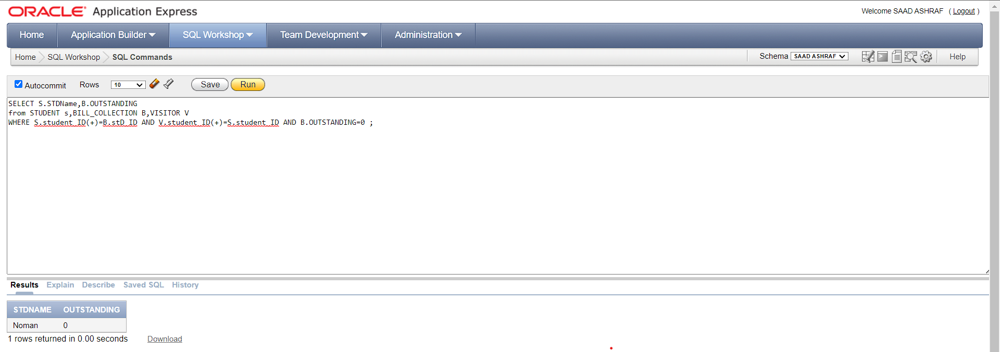 ORACLE® Application Express
Welcome SAAD ASHRAF ( Logout )
Home Application Builder SQL Workshop Team Development Administration
Home SQL Workshop SQL Commands Schema SAAD ASHRAF Help
Autocommit Rows 10 Save Run
SELECT S.STDName,B.OUTSTANDING
from STUDENT s,BILL_COLLECTION B,VISITOR V
WHERE S.student_ID(+)=B.stD_ID AND V.student_ID(+)=S.student_ID AND B.OUTSTANDING=0 ;
Results Explain Describe Saved SQL History
STDNAME OUTSTANDING
Noman 0
1 rows returned in 0.00 seconds Download